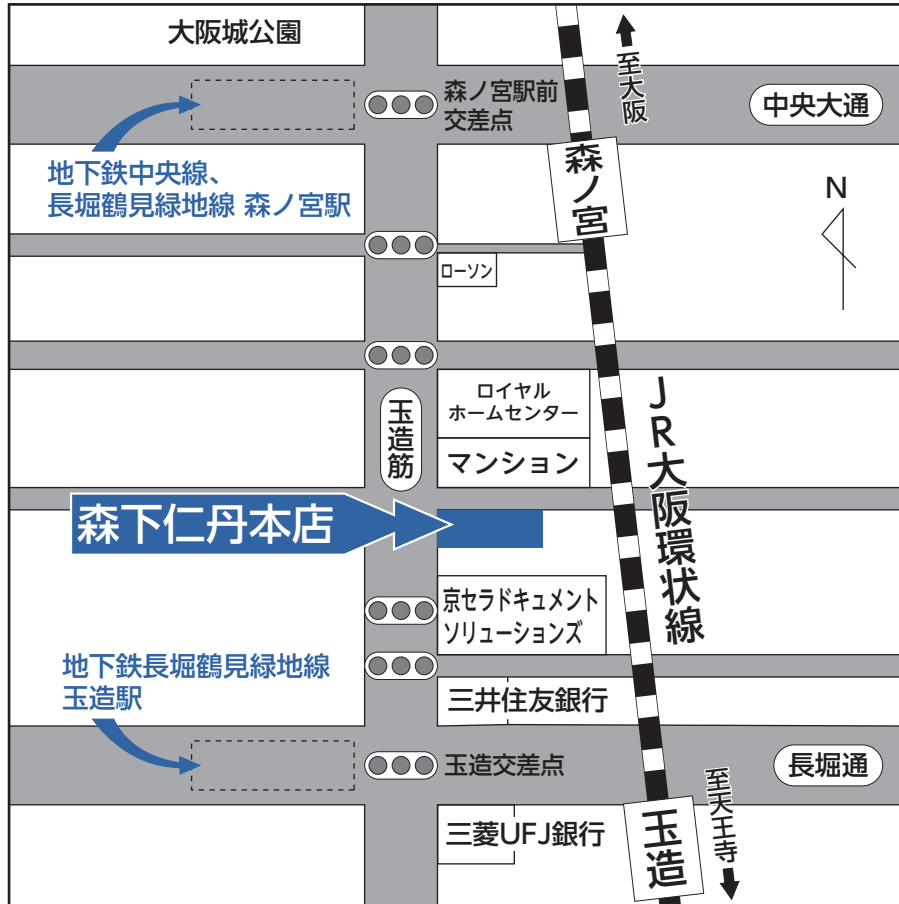 大阪城公園
至大阪
森ノ宮駅前
交差点
中央大通
地下鉄中央線、
長堀鶴見緑地線 森ノ宮駅
森ノ宮
N
ローソン
ロイヤル
ホームセンター
玉造筋
マンション
JR大阪環状線
森下仁丹本店
京セラドキュメント
ソリューションズ
地下鉄長堀鶴見緑地線
玉造駅
三井住友銀行
玉造交差点
長堀通
至天王寺
三菱UFJ銀行
玉造